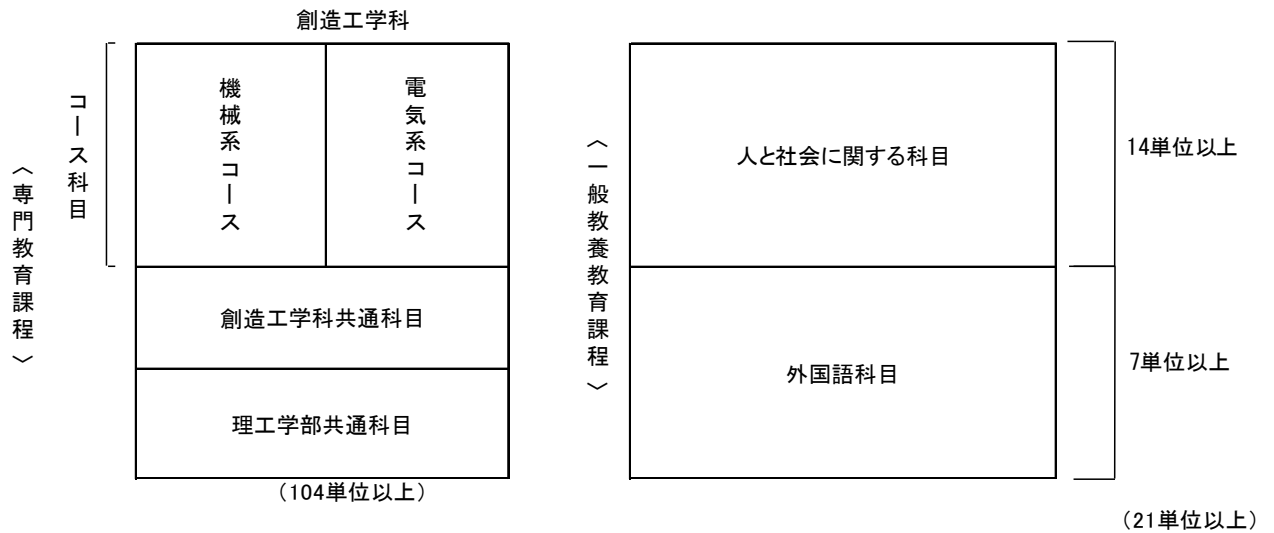 創造工学科
〈専門教育課程〉
コース科目
機械系コース
電気系コース
創造工学科共通科目
理工学部共通科目
（104単位以上）
〈一般教養教育課程〉
人と社会に関する科目
14単位以上
外国語科目
7単位以上
（21単位以上）